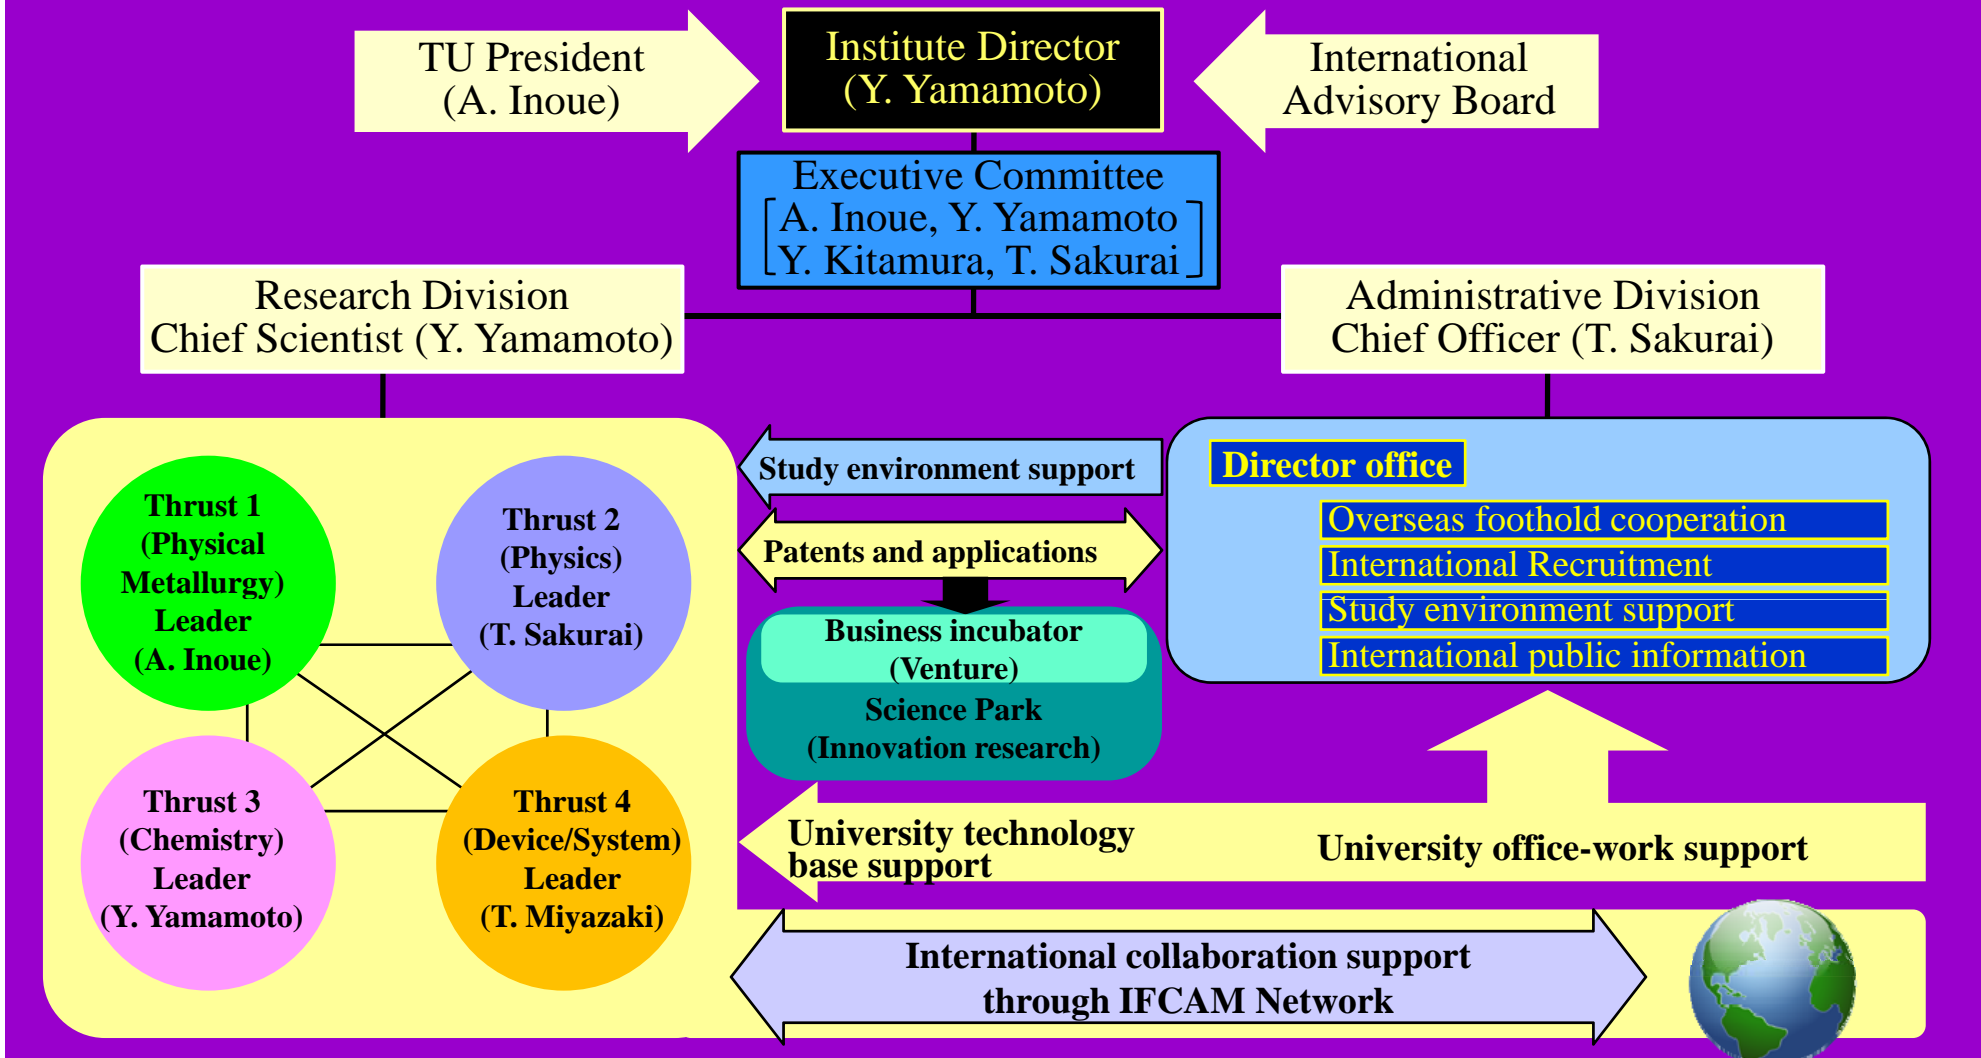 TU President
(A. Inoue)
Institute Director
(Y. Yamamoto)
International
Advisory Board
Executive Committee
A. Inoue, Y. Yamamoto
Y. Kitamura, T. Sakurai
Research Division
Chief Scientist (Y. Yamamoto)
Administrative Division
Chief Officer (T. Sakurai)
Thrust 1
(Physical
Metallurgy)
Leader
(A. Inoue)
Thrust 2
(Physics)
Leader
(T. Sakurai)
Thrust 3
(Chemistry)
Leader
(Y. Yamamoto)
Thrust 4
(Device/System)
Leader
(T. Miyazaki)
Study environment support
Patents and applications
Business incubator
(Venture)
Science Park
(Innovation research)
Director office
Overseas foothold cooperation
International Recruitment
Study environment support
International public information
University technology
base support
University office-work support
International collaboration support
through IFCAM Network